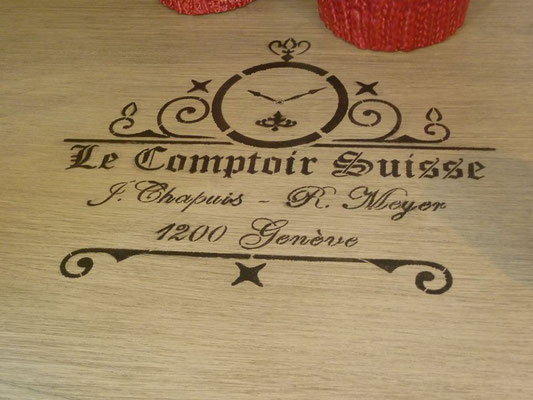 Le Comptoir Suisse
J. Chapuis - R. Meyer
1200 Genève